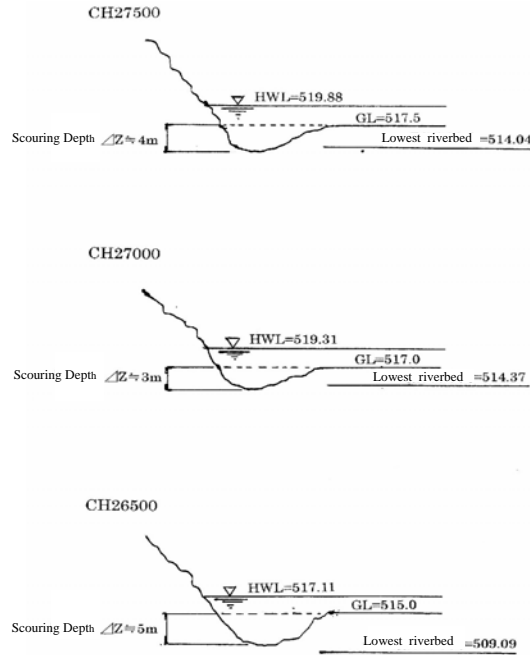 CH27500
HWL=519.88
GL=517.5
Scouring Depth ⊿Z≒4m
Lowest riverbed =514.04
CH27000
HWL=519.31
GL=517.0
Scouring Depth ⊿Z≒3m
Lowest riverbed =514.37
CH26500
HWL=517.11
GL=515.0
Scouring Depth ⊿Z≒5m
Lowest riverbed =509.09